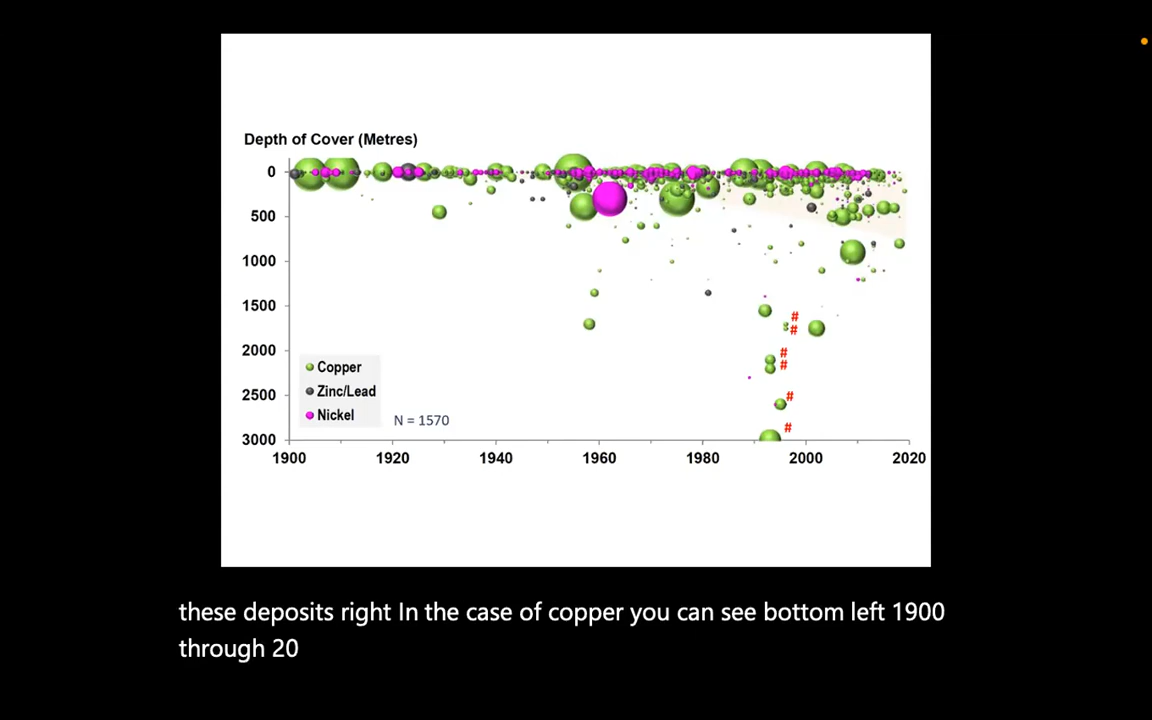 Depth of Cover (Metres)
0
500
1000
1500
2000
2500
3000
#
#
#
#
#
#
Copper
Zinc/Lead
Nickel
N = 1570
1900 1920 1940 1960 1980 2000 2020
these deposits right In the case of copper you can see bottom left 1900
through 20